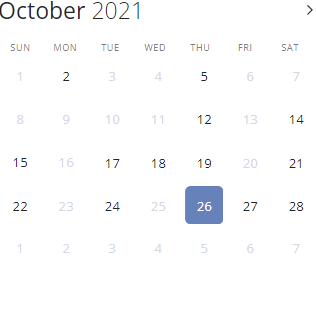 October 2021
SUN MON TUE WED THU FRI SAT
1 2 3 4 5 6 7
8 9 10 11 12 13 14
15 16 17 18 19 20 21
22 23 24 25 26 27 28
1 2 3 4 5 6 7